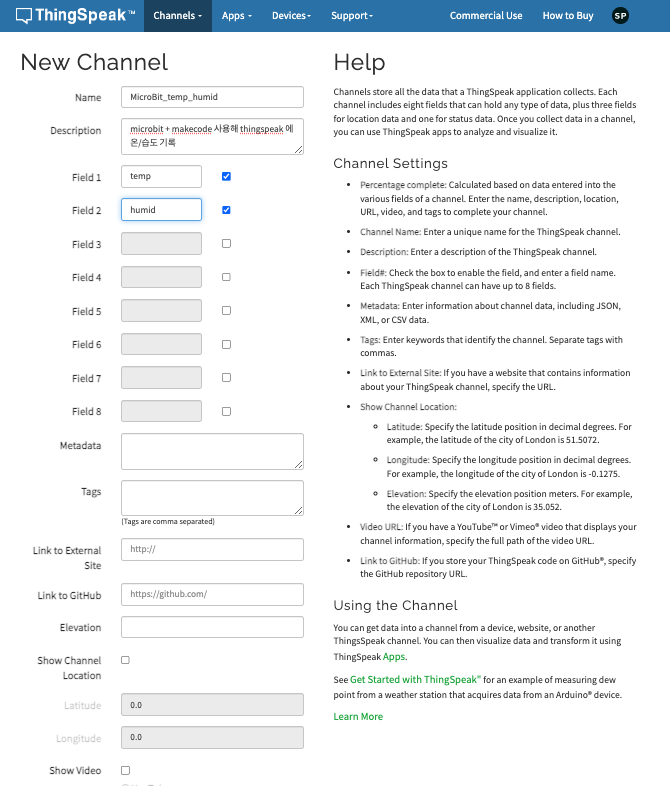 ThingSpeak™ Channels Apps Devices Support Commercial Use How to Buy SP
New Channel
Name MicroBit_temp_humid
Description microbit + makecode 사용해 thingspeak 에
온/습도 기록
Field 1 temp
Field 2 humid
Field 3
Field 4
Field 5
Field 6
Field 7
Field 8
Metadata
Tags
(Tags are comma separated)
Link to External
Site
http://
Link to GitHub https://github.com/
Elevation
Show Channel
Location
Latitude 0.0
Longitude 0.0
Show Video
Help
Channels store all the data that a ThingSpeak application collects. Each
channel includes eight fields that can hold any type of data, plus three fields
for location data and one for status data. Once you collect data in a channel,
you can use ThingSpeak apps to analyze and visualize it.
Channel Settings
• Percentage complete: Calculated based on data entered into the
various fields of a channel. Enter the name, description, location,
URL, video, and tags to complete your channel.
• Channel Name: Enter a unique name for the ThingSpeak channel.
• Description: Enter a description of the ThingSpeak channel.
• Field#: Check the box to enable the field, and enter a field name.
Each ThingSpeak channel can have up to 8 fields.
• Metadata: Enter information about channel data, including JSON,
XML, or CSV data.
• Tags: Enter keywords that identify the channel. Separate tags with
commas.
• Link to External Site: If you have a website that contains information
about your ThingSpeak channel, specify the URL.
• Show Channel Location:
Latitude: Specify the latitude position in decimal degrees. For
example, the latitude of the city of London is 51.5072.
Longitude: Specify the longitude position in decimal degrees.
For example, the longitude of the city of London is -0.1275.
Elevation: Specify the elevation position meters. For example,
the elevation of the city of London is 35.052.
• Video URL: If you have a YouTube™ or Vimeo® video that displays your
channel information, specify the full path of the video URL.
• Link to GitHub: If you store your ThingSpeak code on GitHub®, specify
the GitHub repository URL.
Using the Channel
You can get data into a channel from a device, website, or another
ThingsSpeak channel. You can then visualize data and transform it using
ThingSpeak Apps.
See Get Started with ThingSpeak™ for an example of measuring dew
point from a weather station that acquires data from an Arduino® device.
Learn More